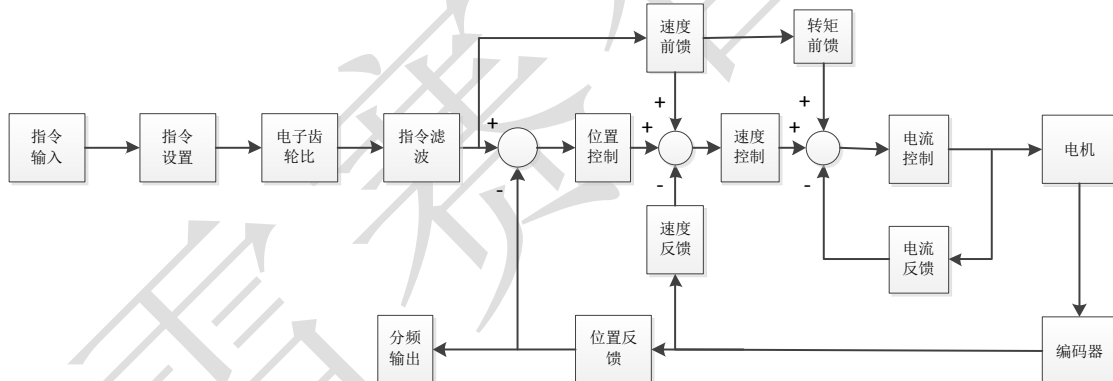 速度
前馈
转矩
前馈
+
+
指令
输入
指令
设置
电子齿
轮比
指令滤
波
+
位置
控制
+
速度
控制
+
电流
控制
电机
-
-
-
速度
反馈
电流
反馈
分频
输出
位置反
馈
编码器